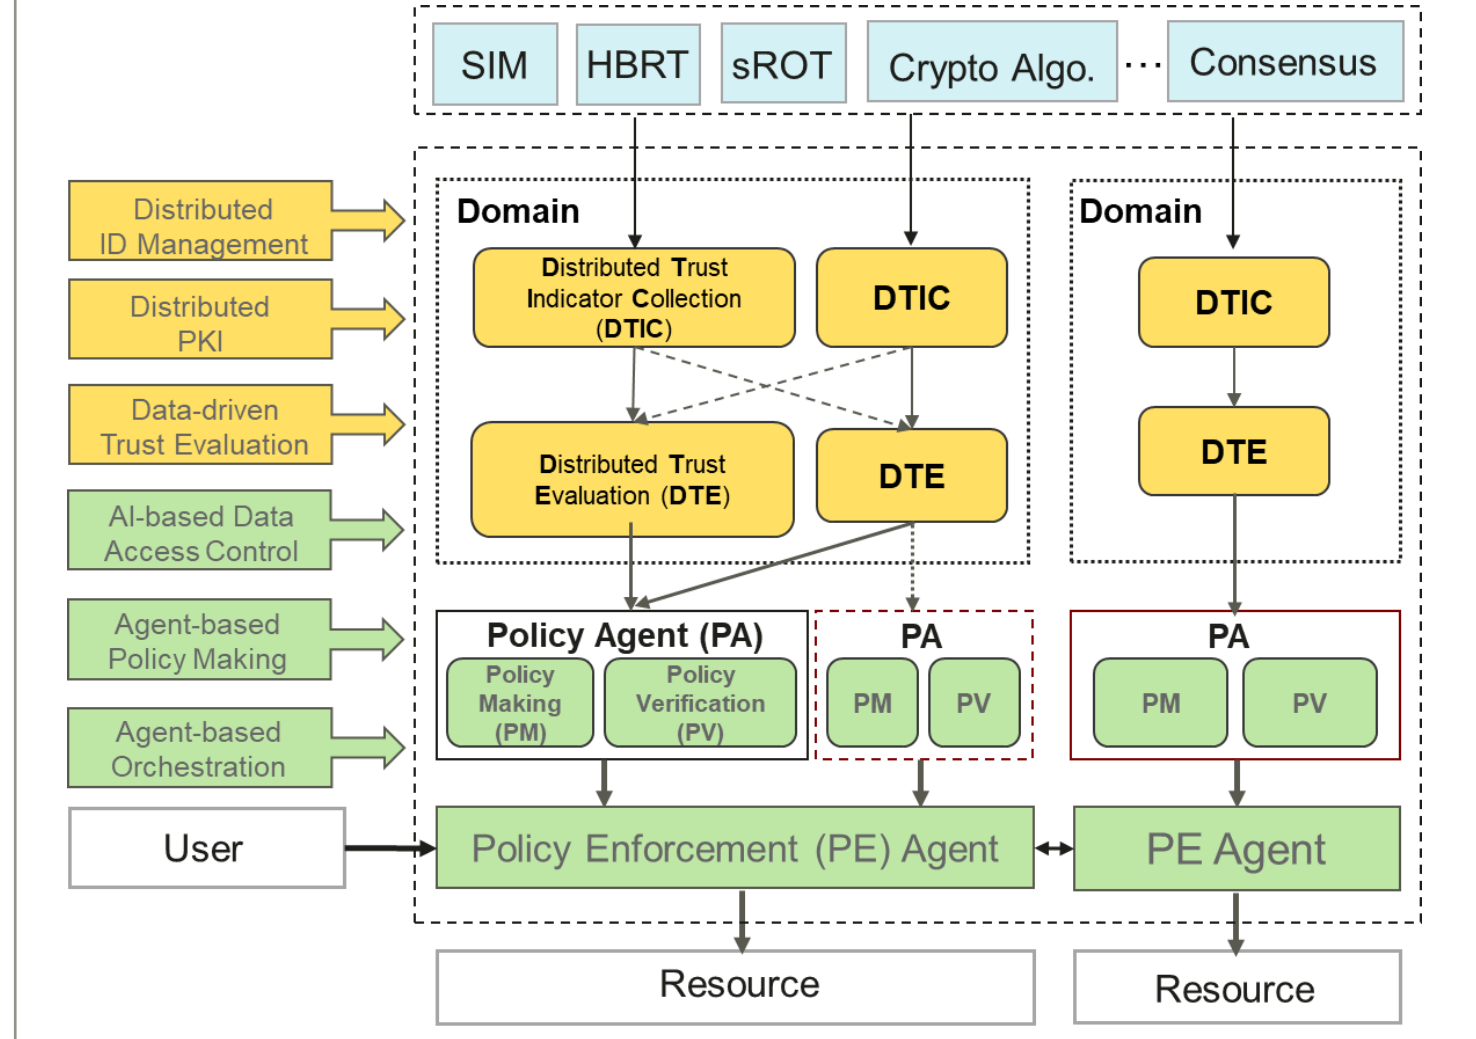 SIM
HBRT
sROT
Crypto Algo.
...
Consensus
Distributed
ID Management
Distributed
PKI
Data-driven
Trust Evaluation
AI-based Data
Access Control
Agent-based
Policy Making
Agent-based
Orchestration
User
Domain
Distributed Trust
Indicator Collection
(DTIC)
DTIC
Distributed Trust
Evaluation (DTE)
DTE
Domain
DTIC
DTE
Policy Agent (PA)
Policy
Making
(PM)
Policy
Verification
(PV)
PA
PM
PV
PA
PM
PV
Policy Enforcement (PE) Agent
PE Agent
Resource
Resource